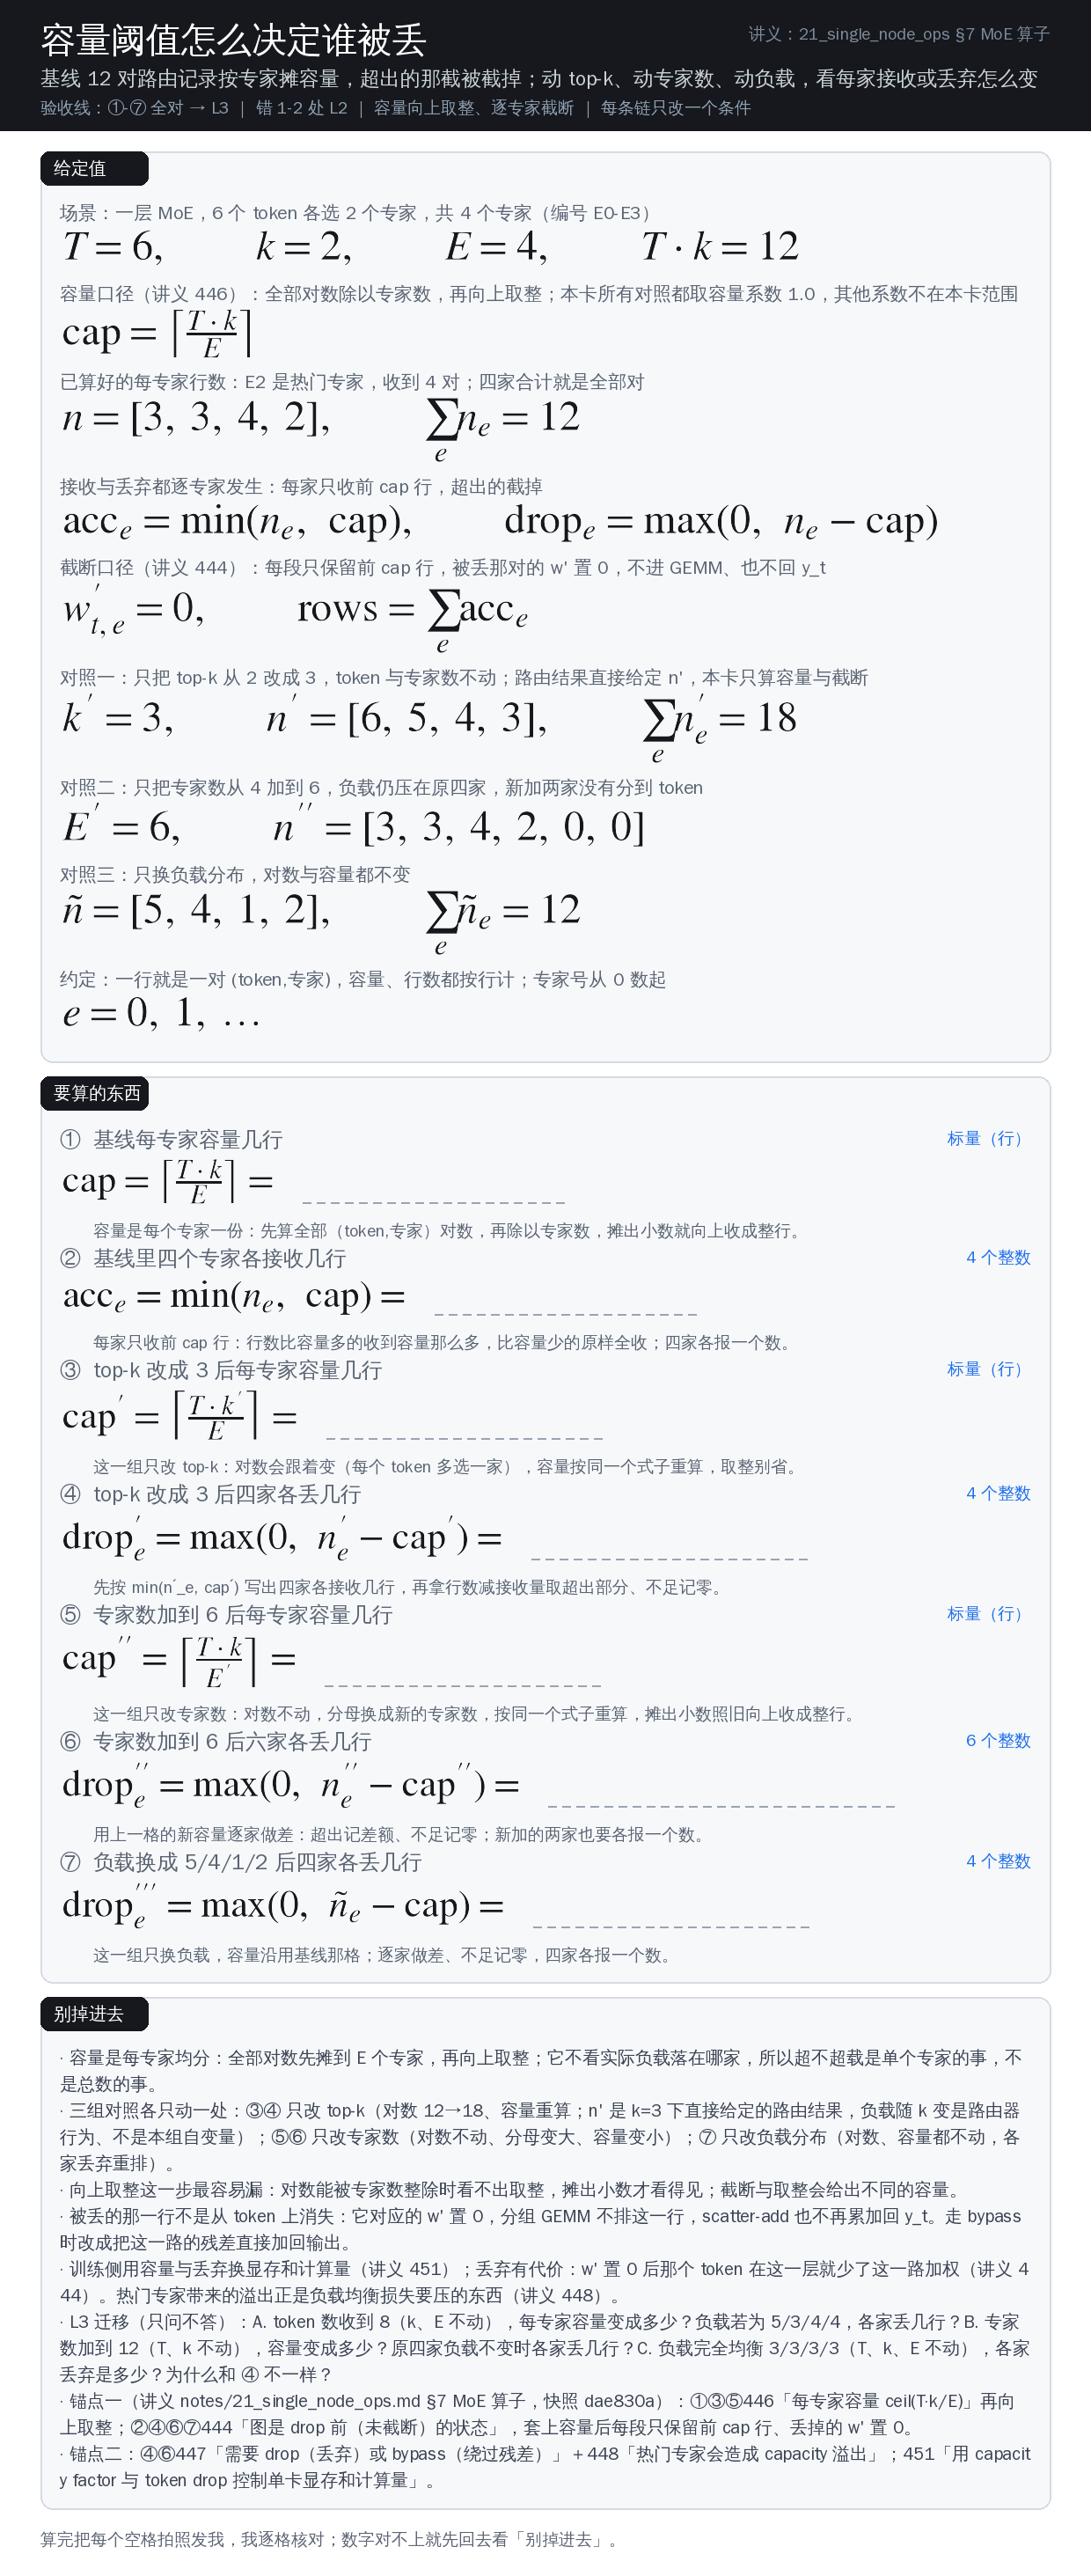 容量阈值怎么决定谁被丢
讲义：21_single_node_ops §7 MoE 算子
基线 12 对路由记录按专家摊容量，超出的那截被截掉；动 top-k、动专家数、动负载，看每家接收或丢弃怎么变
验收线：①-⑦ 全对 → L3 ｜ 错 1-2 处 L2 ｜ 容量向上取整、逐专家截断 ｜ 每条链只改一个条件
给定值
场景：一层 MoE，6 个 token 各选 2 个专家，共 4 个专家（编号 E0-E3）
T = 6, k = 2, E = 4, T · k = 12
容量口径（讲义 446）：全部对数除以专家数，再向上取整；本卡所有对照都取容量系数 1.0，其他系数不在本卡范围
cap = ⌈T · k / E⌉
已算好的每专家行数：E2 是热门专家，收到 4 对；四家合计就是全部对
n = [3, 3, 4, 2], ∑_e n_e = 12
接收与丢弃都逐专家发生：每家只收前 cap 行，超出的截掉
acc_e = min(n_e, cap), drop_e = max(0, n_e − cap)
截断口径（讲义 444）：每段只保留前 cap 行，被丢那对的 w' 置 0，不进 GEMM、也不回 y_t
w'_{t, e} = 0, rows = ∑_e acc_e
对照一：只把 top-k 从 2 改成 3，token 与专家数不动；路由结果直接给定 n'，本卡只算容量与截断
k' = 3, n' = [6, 5, 4, 3], ∑_e n'_e = 18
对照二：只把专家数从 4 加到 6，负载仍压在原四家，新加两家没有分到 token
E' = 6, n'' = [3, 3, 4, 2, 0, 0]
对照三：只换负载分布，对数与容量都不变
ñ = [5, 4, 1, 2], ∑_e ñ_e = 12
约定：一行就是一对 (token,专家)，容量、行数都按行计；专家号从 0 数起
e = 0, 1, …
要算的东西
① 基线每专家容量几行 标量（行）
cap = ⌈T · k / E⌉ =
容量是每个专家一份：先算全部（token,专家）对数，再除以专家数，摊出小数就向上收成整行。
② 基线里四个专家各接收几行 4 个整数
acc_e = min(n_e, cap) =
每家只收前 cap 行：行数比容量多的收到容量那么多，比容量少的原样全收；四家各报一个数。
③ top-k 改成 3 后每专家容量几行 标量（行）
cap' = ⌈T · k' / E⌉ =
这一组只改 top-k：对数会跟着变（每个 token 多选一家），容量按同一个式子重算，取整别省。
④ top-k 改成 3 后四家各丢几行 4 个整数
drop'_e = max(0, n'_e − cap') =
先按 min(n´_e, cap´) 写出四家各接收几行，再拿行数减接收量取超出部分、不足记零。
⑤ 专家数加到 6 后每专家容量几行 标量（行）
cap'' = ⌈T · k / E'⌉ =
这一组只改专家数：对数不动，分母换成新的专家数，按同一个式子重算，摊出小数照旧向上收成整行。
⑥ 专家数加到 6 后六家各丢几行 6 个整数
drop''_e = max(0, n''_e − cap'') =
用上一格的新容量逐家做差：超出记差额、不足记零；新加的两家也要各报一个数。
⑦ 负载换成 5/4/1/2 后四家各丢几行 4 个整数
drop'''_e = max(0, ñ_e − cap) =
这一组只换负载，容量沿用基线那格；逐家做差、不足记零，四家各报一个数。
别掉进去
· 容量是每专家均分：全部对数先摊到 E 个专家，再向上取整；它不看实际负载落在哪家，所以超不超载是单个专家的事，不
是总数的事。
· 三组对照各只动一处：③④ 只改 top-k（对数 12→18、容量重算；n' 是 k=3 下直接给定的路由结果，负载随 k 变是路由器
行为、不是本组自变量）；⑤⑥ 只改专家数（对数不动、分母变大、容量变小）；⑦ 只改负载分布（对数、容量都不动，各
家丢弃重排）。
· 向上取整这一步最容易漏：对数能被专家数整除时看不出取整，摊出小数才看得见；截断与取整会给出不同的容量。
· 被丢的那一行不是从 token 上消失：它对应的 w' 置 0，分组 GEMM 不排这一行，scatter-add 也不再累加回 y_t。走 bypass
时改成把这一路的残差直接加回输出。
· 训练侧用容量与丢弃换显存和计算量（讲义 451）；丢弃有代价：w' 置 0 后那个 token 在这一层就少了这一路加权（讲义 4
44）。热门专家带来的溢出正是负载均衡损失要压的东西（讲义 448）。
· L3 迁移（只问不答）：A. token 数收到 8（k、E 不动），每专家容量变成多少？负载若为 5/3/4/4，各家丢几行？B. 专家
数加到 12（T、k 不动），容量变成多少？原四家负载不变时各家丢几行？C. 负载完全均衡 3/3/3/3（T、k、E 不动），各家
丢弃是多少？为什么和 ④ 不一样？
· 锚点一（讲义 notes/21_single_node_ops.md §7 MoE 算子，快照 dae830a）：①③⑤446「每专家容量 ceil(T·k/E)」再向
上取整；②④⑥⑦444「图是 drop 前（未截断）的状态」，套上容量后每段只保留前 cap 行、丢掉的 w' 置 0。
· 锚点二：④⑥447「需要 drop（丢弃）或 bypass（绕过残差）」＋448「热门专家会造成 capacity 溢出」；451「用 capacit
y factor 与 token drop 控制单卡显存和计算量」。
算完把每个空格拍照发我，我逐格核对；数字对不上就先回去看「别掉进去」。